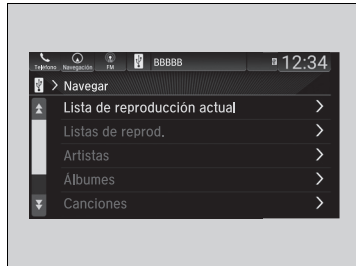 Teléfono Navegación FM BBBBB 12:34
> Navegar
Lista de reproducción actual
Listas de reprod.
Artistas
Álbumes
Canciones